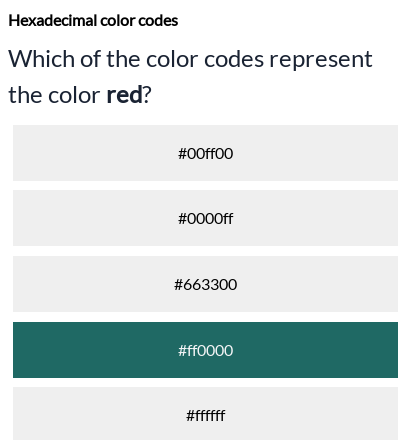 Hexadecimal color codes
Which of the color codes represent
the color red?
#00ff00
#0000ff
#663300
#ff0000
#ffffff